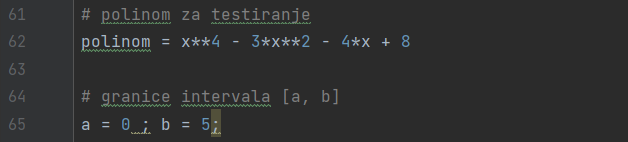 61 # polinom za testiranje
62 polinom = x**4 - 3*x**2 - 4*x + 8
63
64 # granice intervala [a, b]
65 a = 0 ; b = 5;